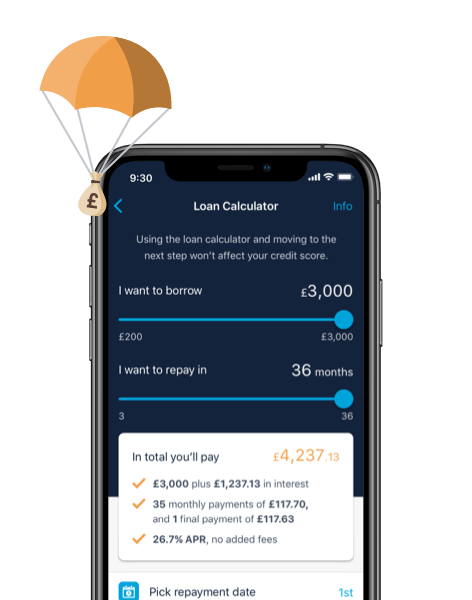 £
9:30
Loan Calculator
Info
Using the loan calculator and moving to the
next step won't affect your credit score.
I want to borrow
£3,000
£200
£3,000
I want to repay in
36 months
3
36
In total you'll pay
£4,237.13
£3,000 plus £1,237.13 in interest
35 monthly payments of £117.70,
and 1 final payment of £117.63
26.7% APR, no added fees
Pick repayment date
1st